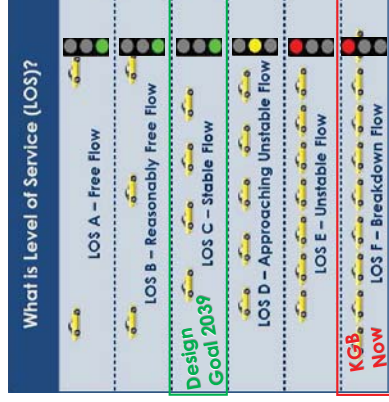 What is Level of Service (LOS)?
LOS A – Free Flow
LOS B – Reasonably Free Flow
Design
Goal 2039
LOS C – Stable Flow
LOS D – Approaching Unstable Flow
LOS E – Unstable Flow
KGB
Now
LOS F – Breakdown Flow